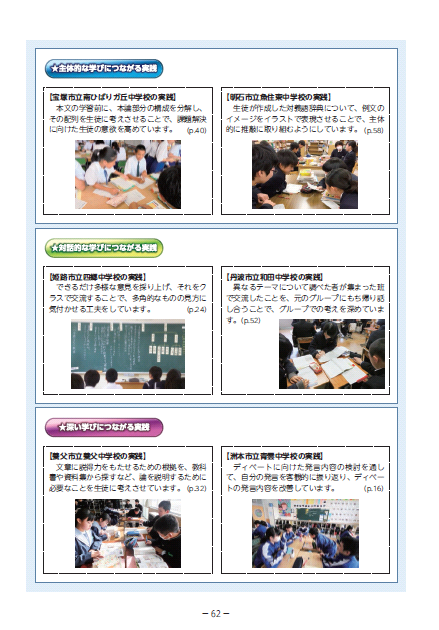 ★主体的な学びにつながる実践
【宝塚市立南ひばりガ丘中学校の実践】
本文の学習前に、本論部分の構成を分解し、
その配列を生徒に考えさせることで、課題解決
に向けた生徒の意欲を高めています。 (p.40)
【明石市立魚住東中学校の実践】
生徒が作成した対義語辞典について、例文の
イメージをイラストで表現させることで、主体
的に推敲に取り組むようにしています。 (p.58)
★対話的な学びにつながる実践
【姫路市立四郷中学校の実践】
できるだけ多様な意見を採り上げ、それをク
ラスで交流することで、多角的なものの見方に
気付かせる工夫をしています。 (p.24)
【丹波市立和田中学校の実践】
異なるテーマについて調べた者が集まった班
で交流したことを、元のグループにもち帰り話
し合うことで、グループでの考えを深めていま
す。(p.52)
★深い学びにつながる実践
【養父市立養父中学校の実践】
文章に説得力をもたせるための根拠を、教科
書や資料集から探すなど、論を説明するために
必要なことを生徒に考えさせています。(p.32)
【洲本市立青雲中学校の実践】
ディベートに向けた発言内容の検討を通し
て、自分の発言を客観的に振り返り、ディベー
トの発言内容を改善しています。 (p.16)
－ 62 －